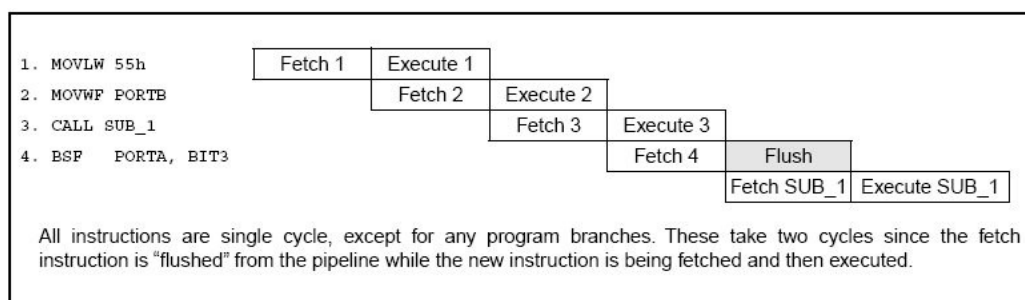 1. MOVLW 55h Fetch 1 Execute 1
2. MOVWF PORTB Fetch 2 Execute 2
3. CALL SUB_1 Fetch 3 Execute 3
4. BSF PORTA, BIT3 Fetch 4 Flush
Fetch SUB_1 Execute SUB_1
All instructions are single cycle, except for any program branches. These take two cycles since the fetch
instruction is “flushed” from the pipeline while the new instruction is being fetched and then executed.